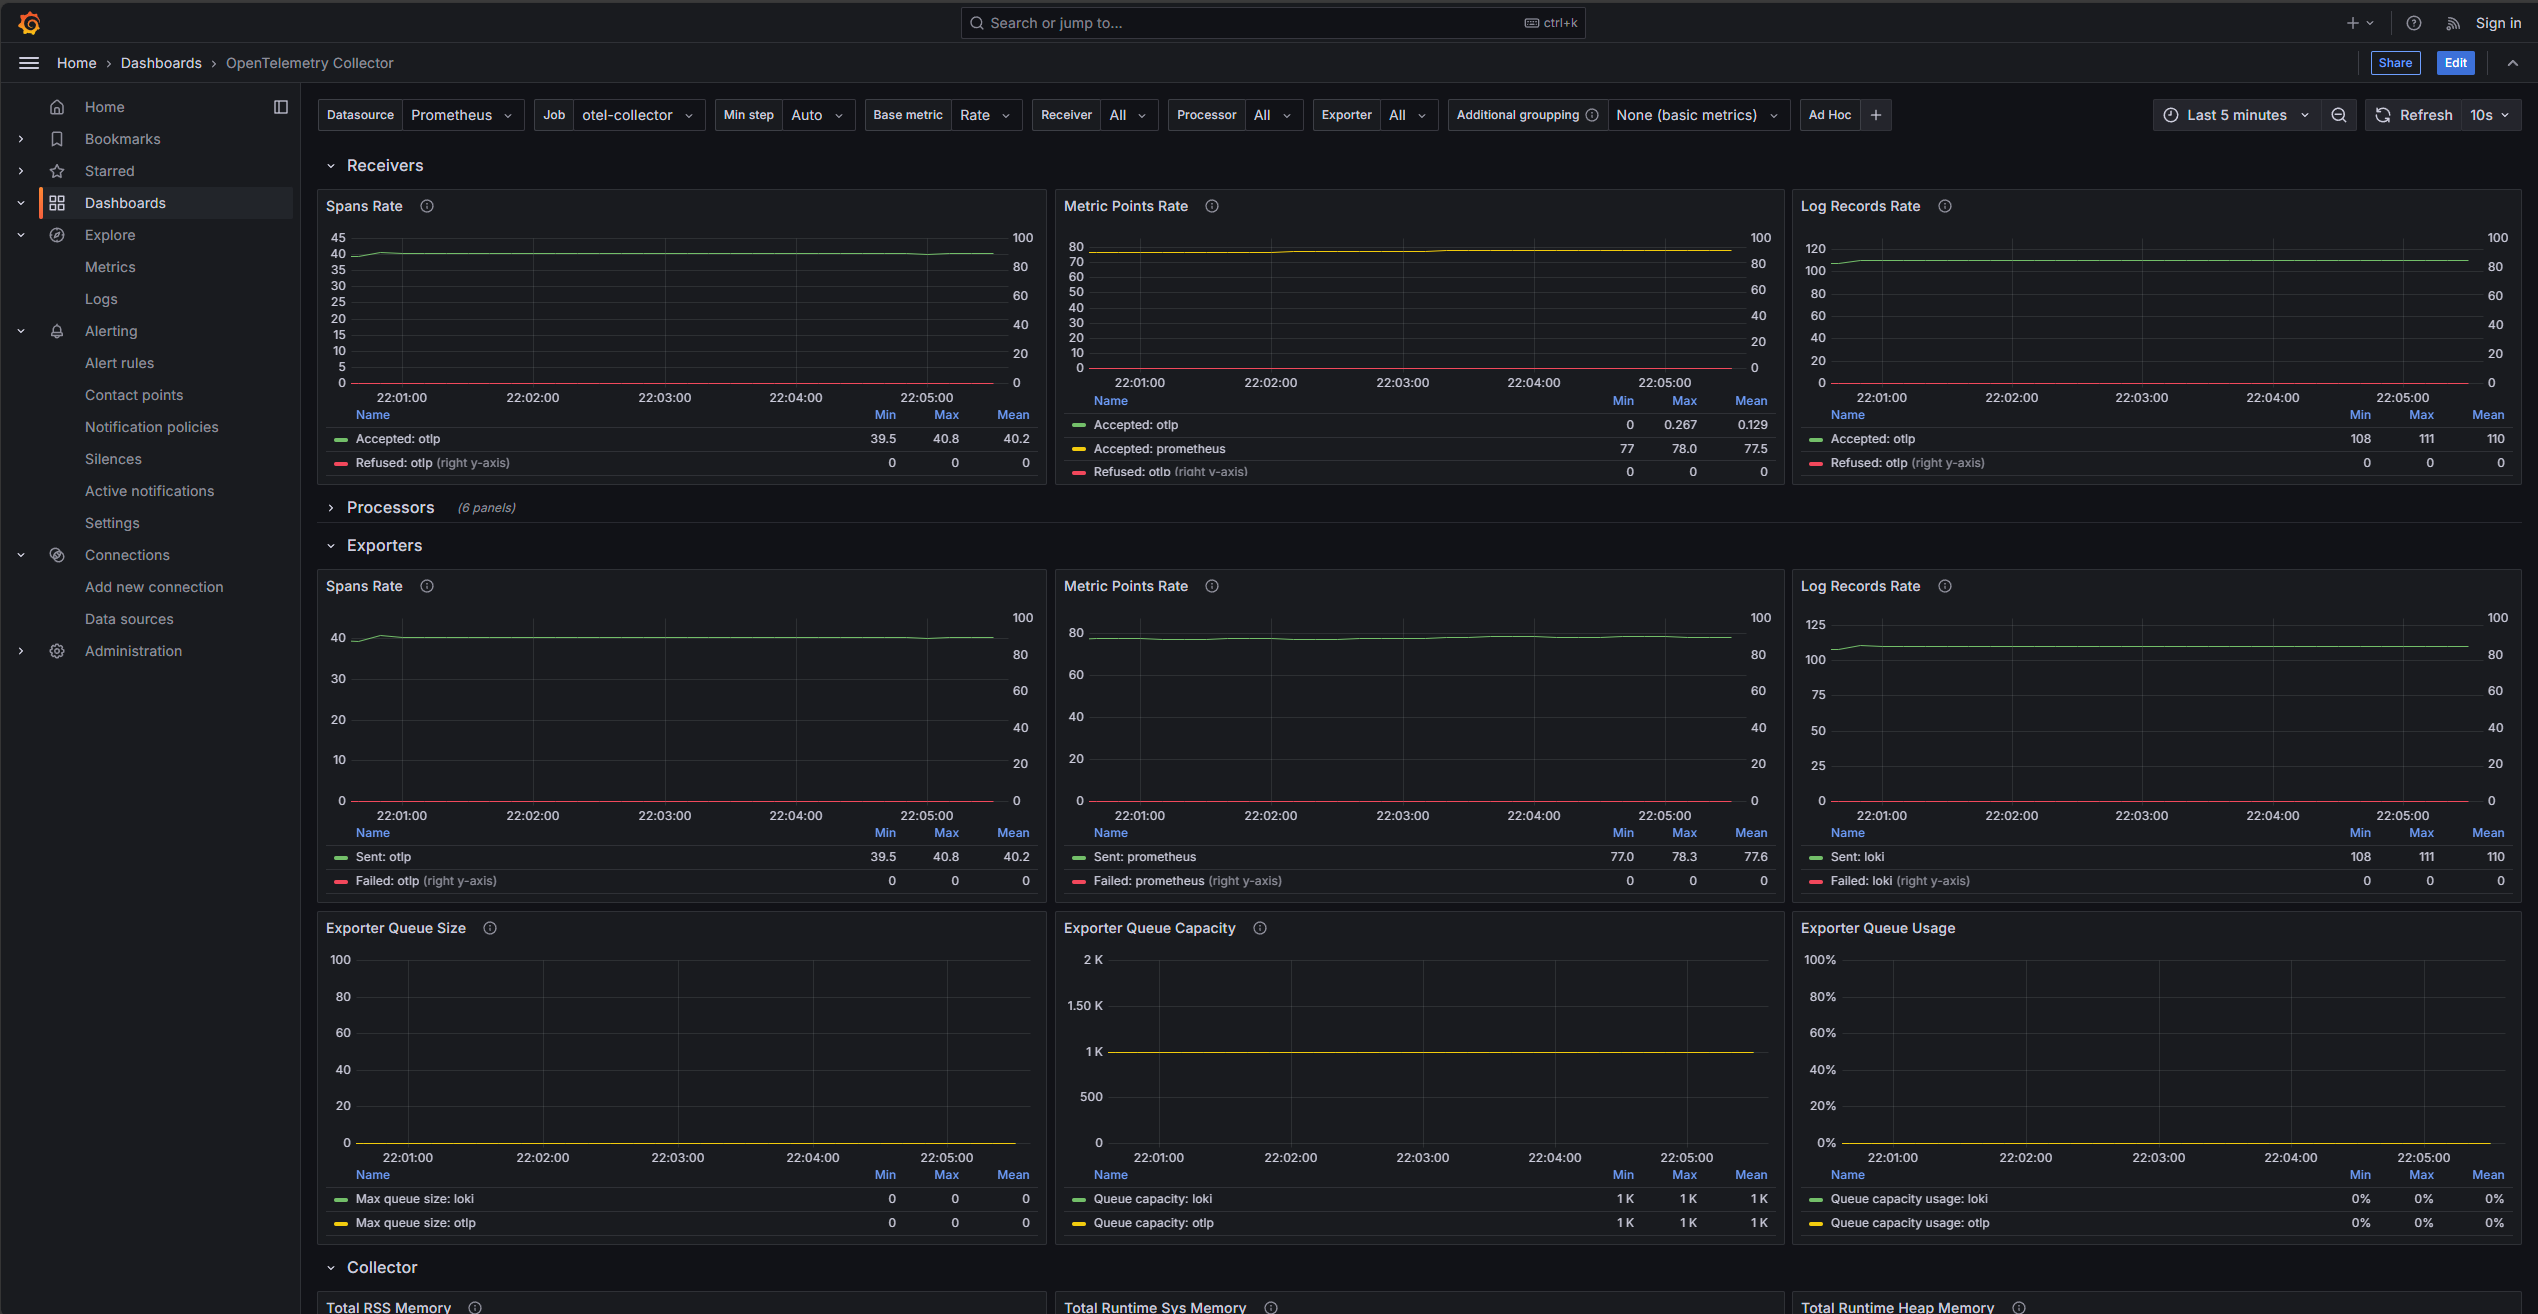 Search or jump to... ctrl+k Sign in
Home › Dashboards › OpenTelemetry Collector Share Edit
Home
Bookmarks
Starred
Dashboards
Explore
Metrics
Logs
Alerting
Alert rules
Contact points
Notification policies
Silences
Active notifications
Settings
Connections
Add new connection
Data sources
Administration
Datasource Prometheus Job otel-collector Min step Auto Base metric Rate Receiver All Processor All Exporter All Additional groupping None (basic metrics) Ad Hoc + Last 5 minutes Refresh 10s
Receivers
Spans Rate
45 100
40
35 80
30
25 60
20
15 40
10
5 20
0 0
22:01:00 22:02:00 22:03:00 22:04:00 22:05:00
Name Min Max Mean
Accepted: otlp 39.5 40.8 40.2
Refused: otlp (right y-axis) 0 0 0
Metric Points Rate
80 100
70 80
60
50 60
40
30 40
20 20
10
0 0
22:01:00 22:02:00 22:03:00 22:04:00 22:05:00
Name Min Max Mean
Accepted: otlp 0 0.267 0.129
Accepted: prometheus 77 78.0 77.5
Refused: otlp (right y-axis) 0 0 0
Log Records Rate
120 100
100 80
80 60
60
40 40
20 20
0 0
22:01:00 22:02:00 22:03:00 22:04:00 22:05:00
Name Min Max Mean
Accepted: otlp 108 111 110
Refused: otlp (right y-axis) 0 0 0
Processors (6 panels)
Exporters
Spans Rate
100
40 80
30 60
20 40
10 20
0 0
22:01:00 22:02:00 22:03:00 22:04:00 22:05:00
Name Min Max Mean
Sent: otlp 39.5 40.8 40.2
Failed: otlp (right y-axis) 0 0 0
Metric Points Rate
100
80 80
60 60
40 40
20 20
0 0
22:01:00 22:02:00 22:03:00 22:04:00 22:05:00
Name Min Max Mean
Sent: prometheus 77.0 78.3 77.6
Failed: prometheus (right y-axis) 0 0 0
Log Records Rate
125 100
100 80
75 60
50 40
25 20
0 0
22:01:00 22:02:00 22:03:00 22:04:00 22:05:00
Name Min Max Mean
Sent: loki 108 111 110
Failed: loki (right y-axis) 0 0 0
Exporter Queue Size
100
80
60
40
20
0
22:01:00 22:02:00 22:03:00 22:04:00 22:05:00
Name Min Max Mean
Max queue size: loki 0 0 0
Max queue size: otlp 0 0 0
Exporter Queue Capacity
2 K
1.50 K
1 K
500
0
22:01:00 22:02:00 22:03:00 22:04:00 22:05:00
Name Min Max Mean
Queue capacity: loki 1 K 1 K 1 K
Queue capacity: otlp 1 K 1 K 1 K
Exporter Queue Usage
100%
80%
60%
40%
20%
0%
22:01:00 22:02:00 22:03:00 22:04:00 22:05:00
Name Min Max Mean
Queue capacity usage: loki 0% 0% 0%
Queue capacity usage: otlp 0% 0% 0%
Collector
Total RSS Memory
Total Runtime Sys Memory
Total Runtime Heap Memory